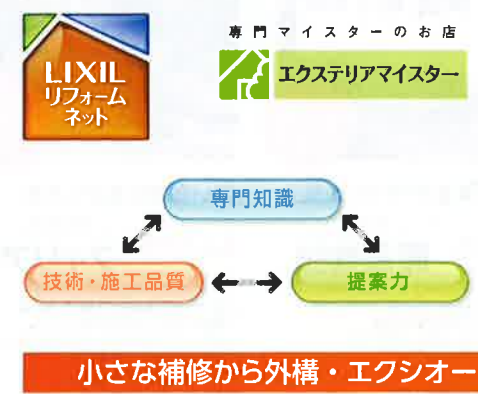 LIXIL
リフォーム
ネット
専門マイスターのお店
エクステリアマイスター
専門知識
技術・施工品質
提案力
小さな補修から外構・エクシオー